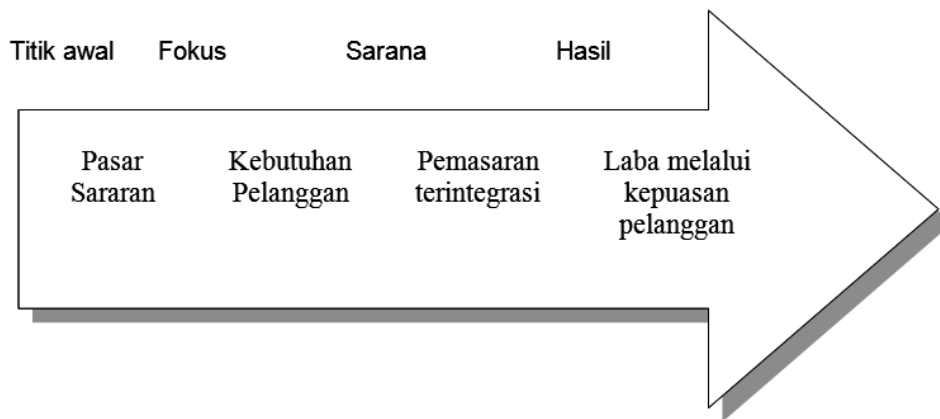 Titik awal Fokus Sarana Hasil
Pasar Kebutuhan Pemasaran Laba melalui
Sararan Pelanggan terintegrasi kepuasan
pelanggan